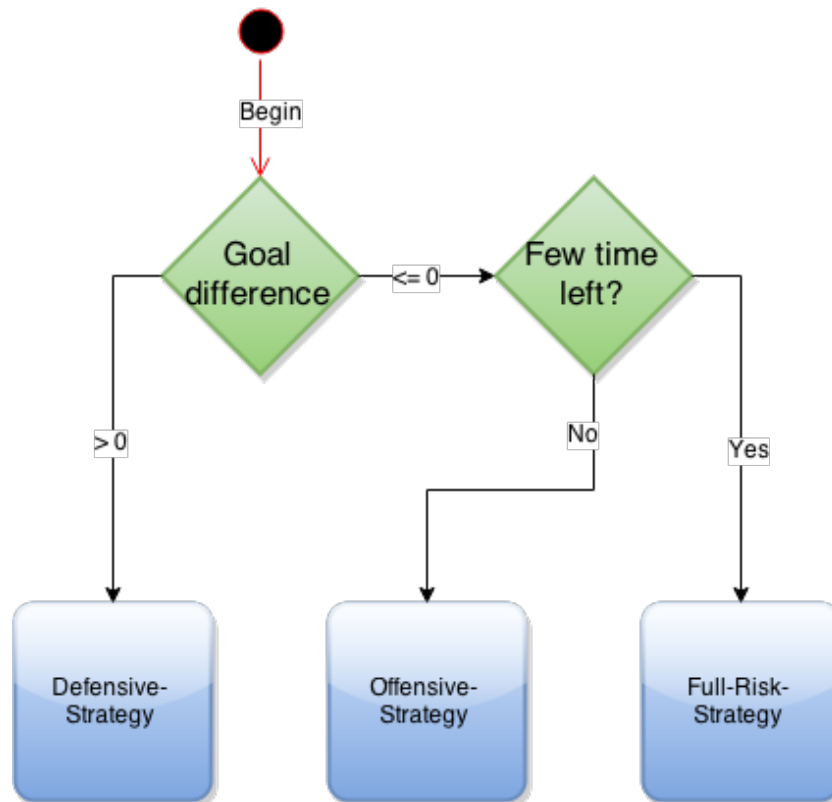 Begin
Goal
difference
<= 0
Few time
left?
> 0
No
Yes
Defensive-
Strategy
Offensive-
Strategy
Full-Risk-
Strategy